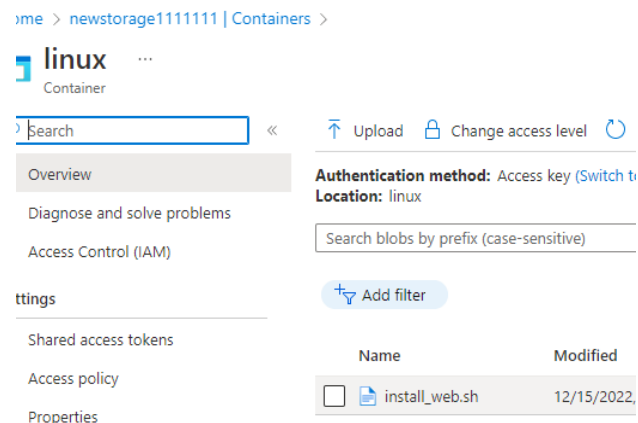 ome > newstorage1111111 | Containers >
linux ...
Container
Search «
Overview
Diagnose and solve problems
Access Control (IAM)
ttings
Shared access tokens
Access policy
Properties
Upload Change access level
Authentication method: Access key (Switch to
Location: linux
Search blobs by prefix (case-sensitive)
Add filter
Name Modified
install_web.sh 12/15/2022,